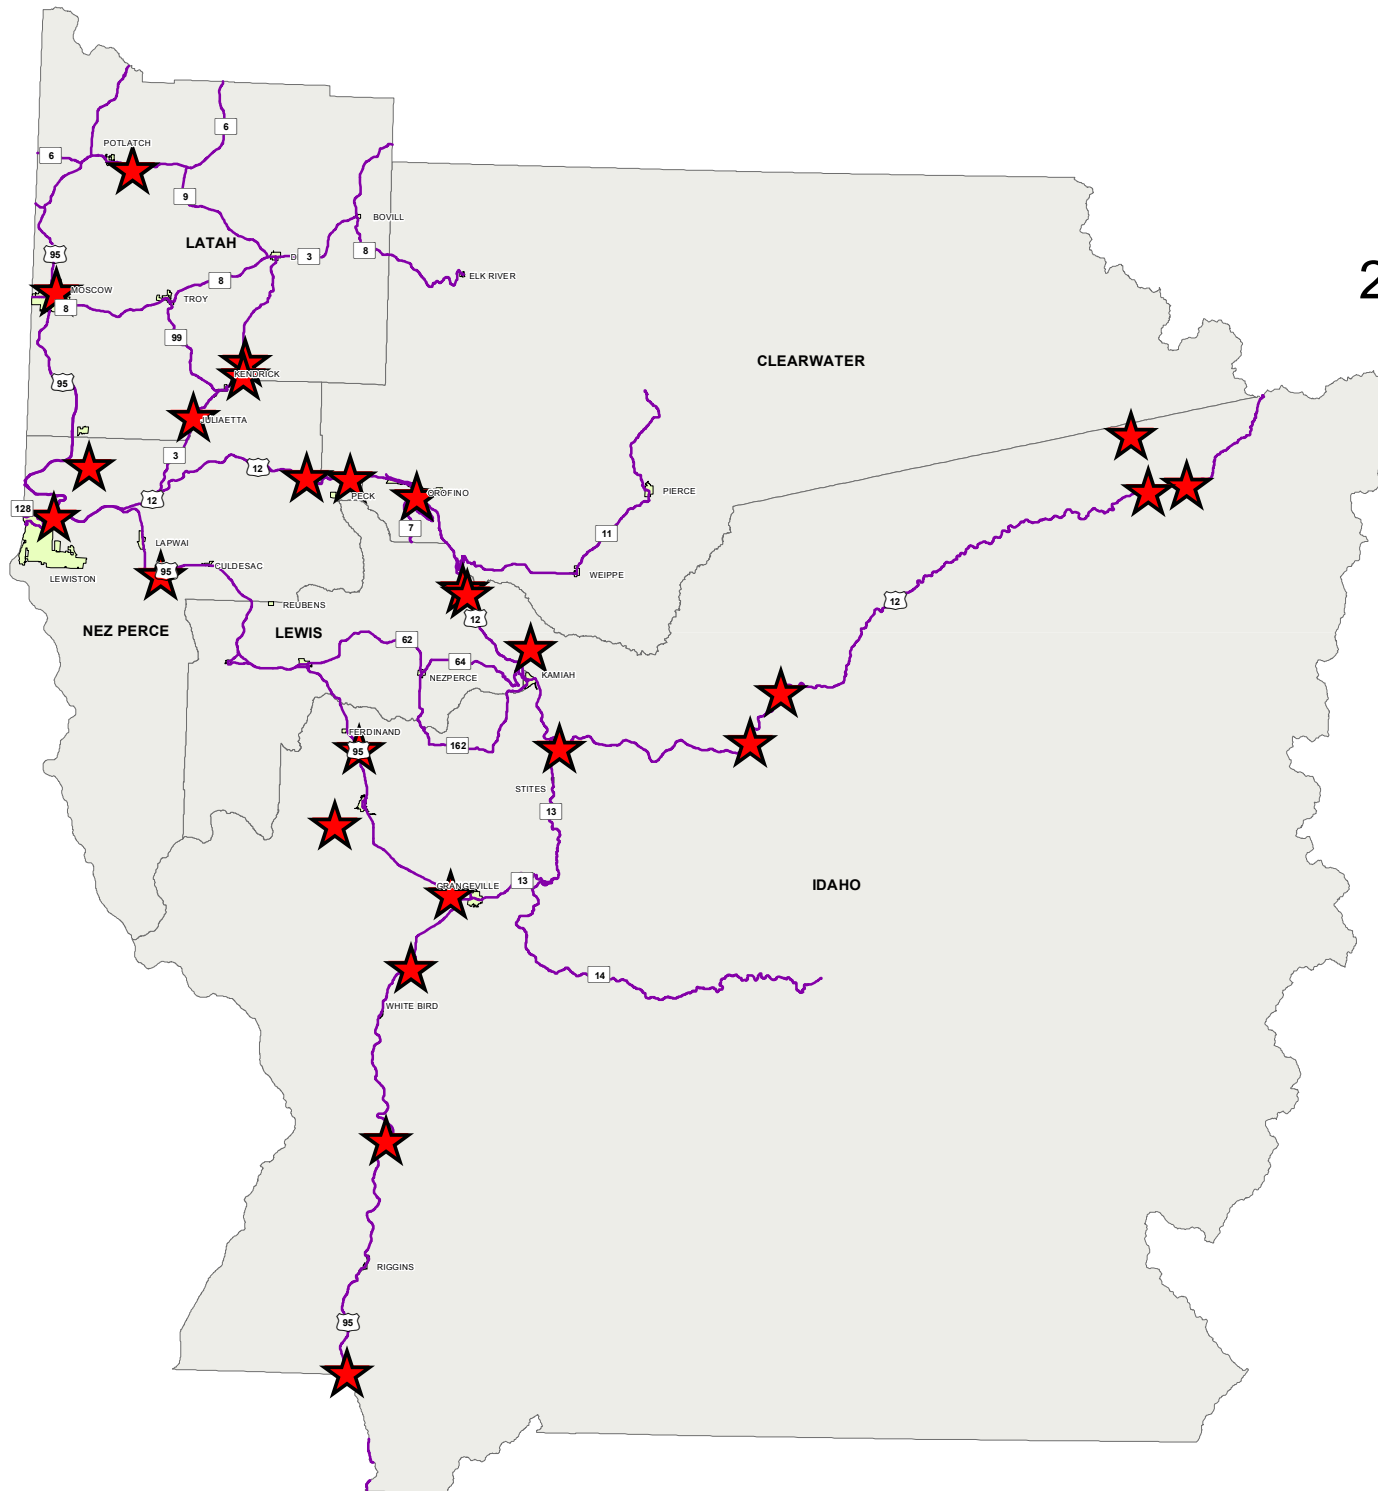 6
POTLATCH
6
9
BOVILL
LATAH
95
3
8
2
ELK RIVER
8
MOSCOW
8
TROY
99
CLEARWATER
KENDRICK
95
JULIAETTA
3
12
12
PECK
OROFINO
PIERCE
128
7
11
LAPWAI
95
CULDESAC
WEIPPE
LEWISTON
REUBENS
12
12
NEZ PERCE
LEWIS
62
64
NEZPERCE
KAMIAH
FERDINAND
95
162
STITES
13
GRANGEVILLE
13
IDAHO
14
WHITE BIRD
RIGGINS
95